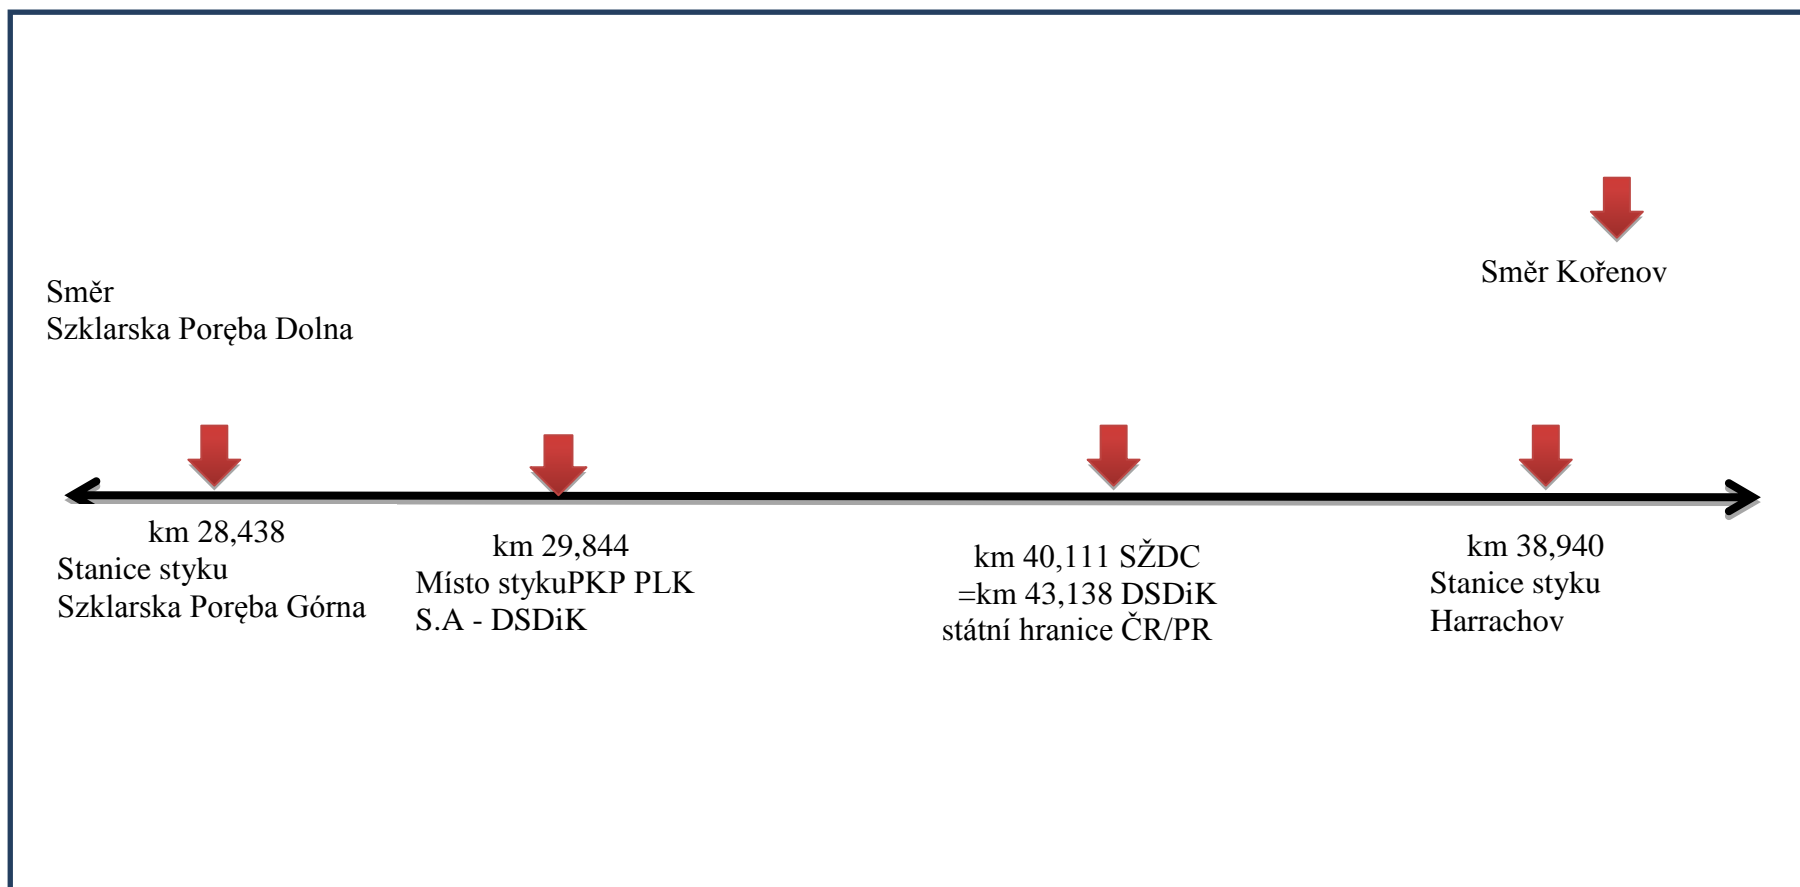 Směr
Szklarska Poręba Dolna
Směr Kořenov
km 28,438
Stanice styku
Szklarska Poręba Górna
km 29,844
Místo stykuPKP PLK
S.A - DSDiK
km 40,111 SŽDC
=km 43,138 DSDiK
státní hranice ČR/PR
km 38,940
Stanice styku
Harrachov